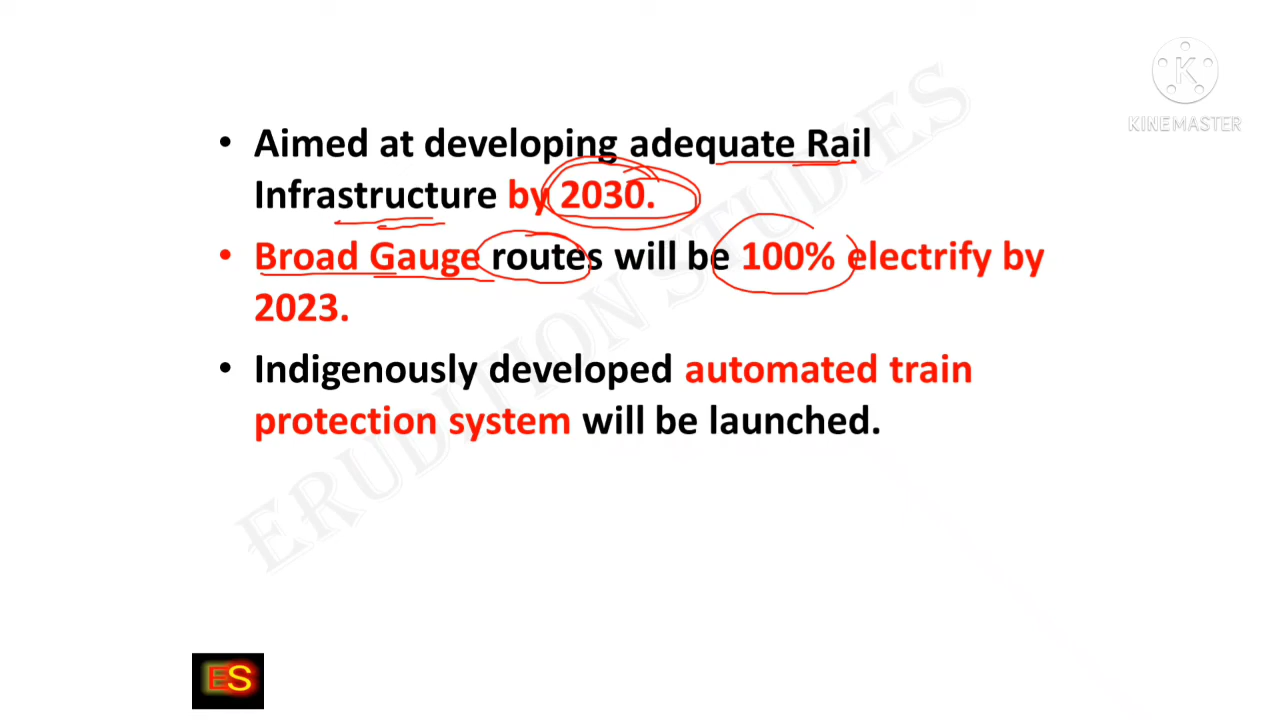 KINEMASTER
• Aimed at developing adequate Rail
Infrastructure by 2030.
• Broad Gauge routes will be 100% electrify by
2023.
• Indigenously developed automated train
protection system will be launched.
ERUDITION STUDIES
ES